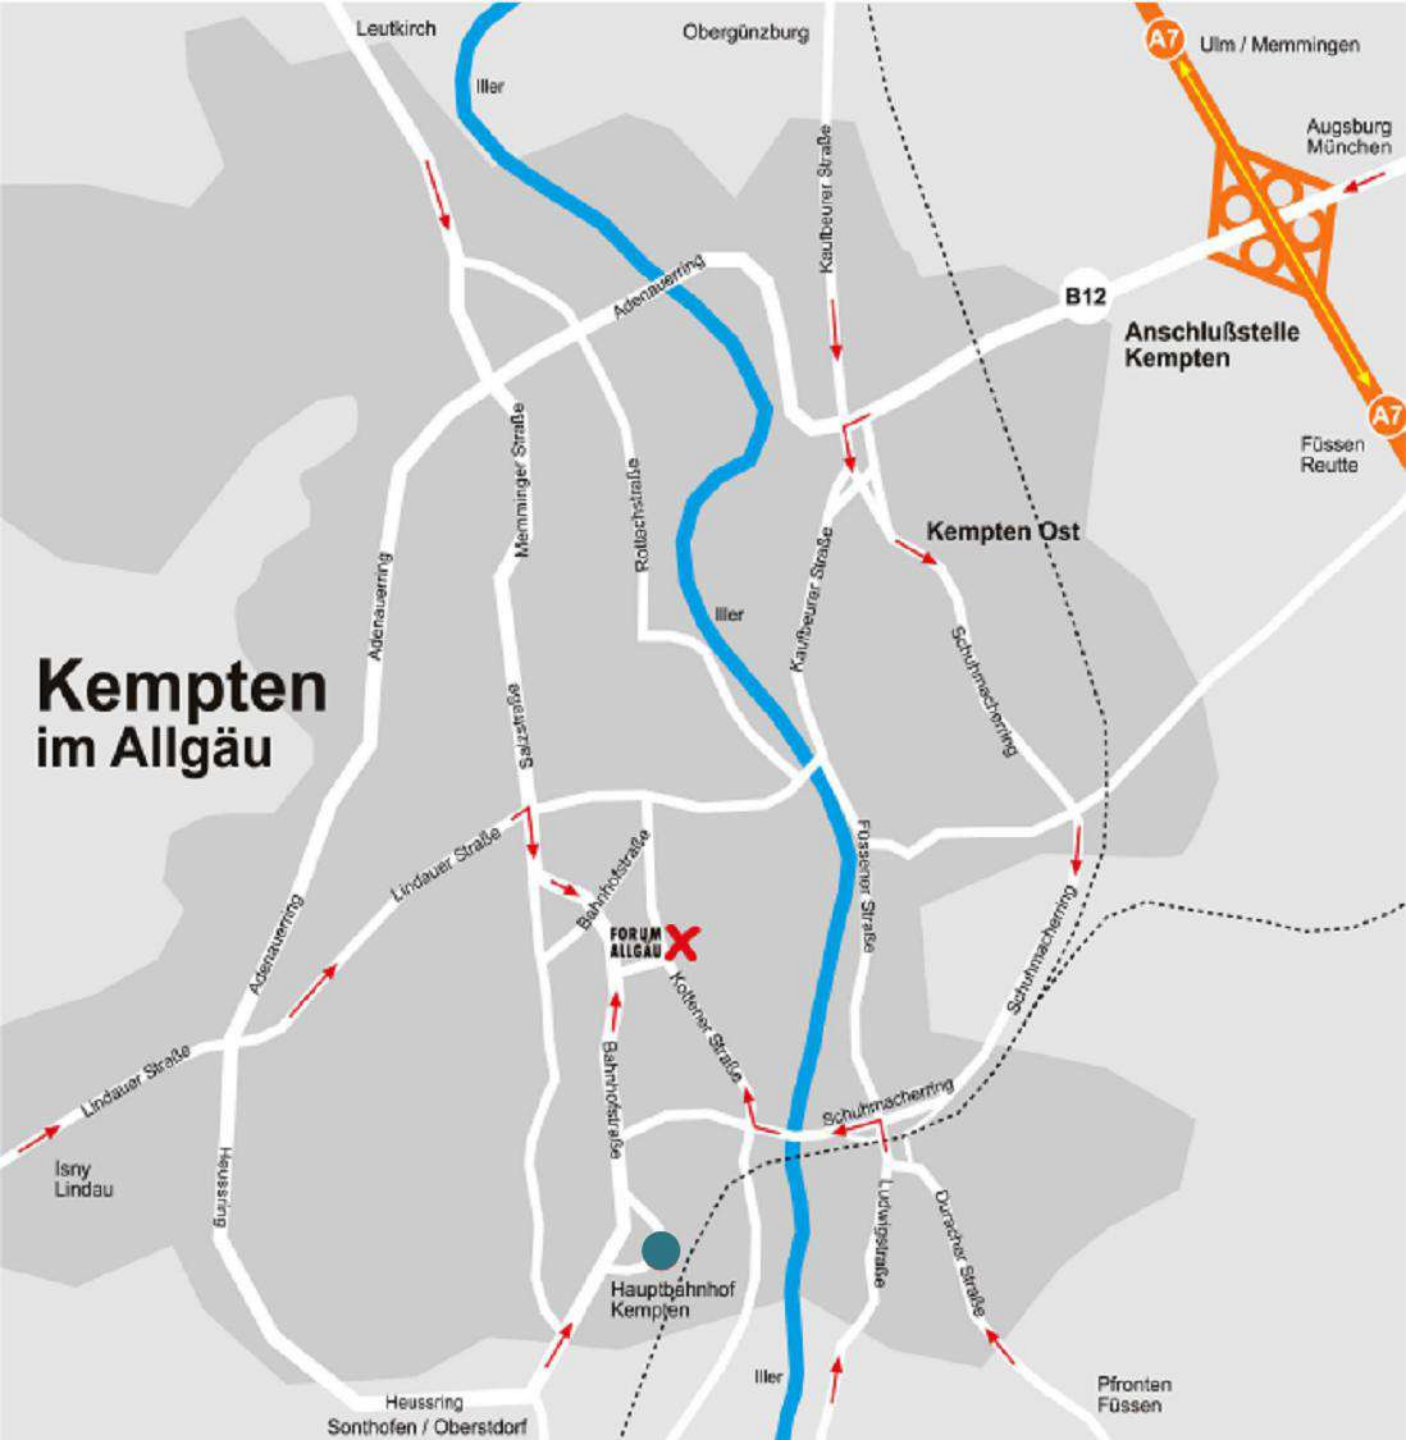 Leutkirch
Obergünzburg
A7
Ulm / Memmingen
Iller
Augsburg
München
Kaufbeurer Straße
Adenauerring
B12
Anschlußstelle
Kempten
A7
Füssen
Reutte
Memminger Straße
Rottachstraße
Kempten Ost
Kaufbeurer Straße
Adenauerring
Iller
Schuhmacherring
Kempten
im Allgäu
Salzstraße
Lindauer Straße
Bahnhofstraße
Füssener Straße
Adenauerring
FORUM
ALLGÄU
Schuhmacherring
Kottener Straße
Lindauer Straße
Bahnhofstraße
Schuhmacherring
Isny
Lindau
Heussring
Ludwigstraße
Duracher Straße
Hauptbahnhof
Kempten
Iller
Pfronten
Füssen
Heussring
Sonthofen / Oberstdorf